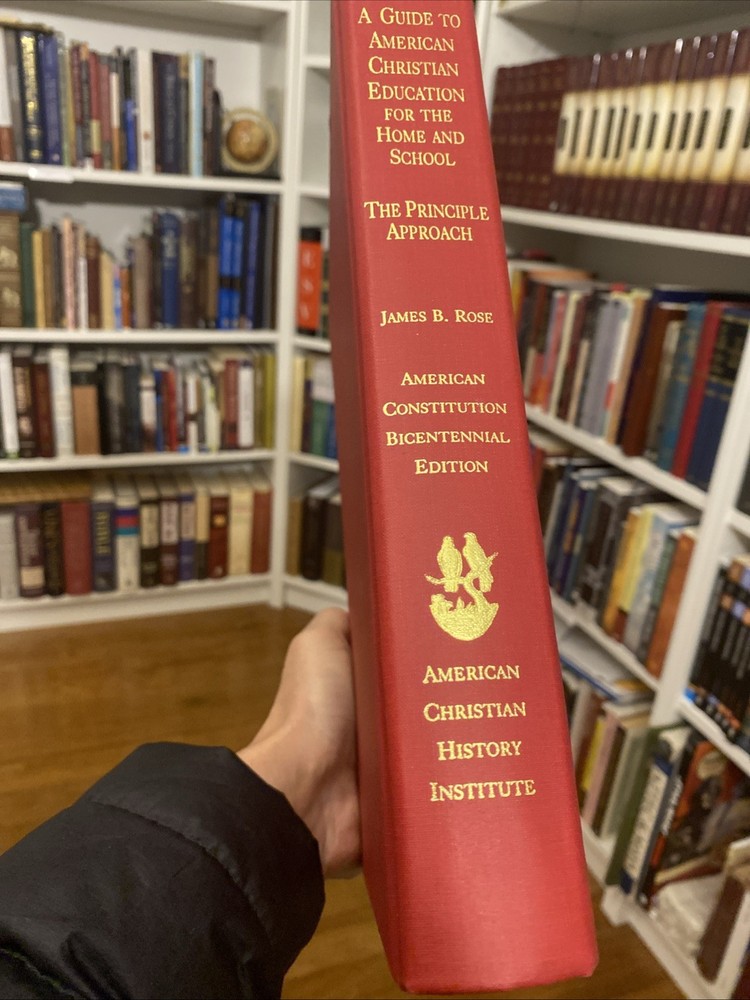 A GUIDE TO
AMERICAN
CHRISTIAN
EDUCATION
FOR THE
HOME AND
SCHOOL
THE PRINCIPLE
APPROACH
JAMES B. ROSE
AMERICAN
CONSTITUTION
BICENTENNIAL
EDITION
AMERICAN
CHRISTIAN
HISTORY
INSTITUTE